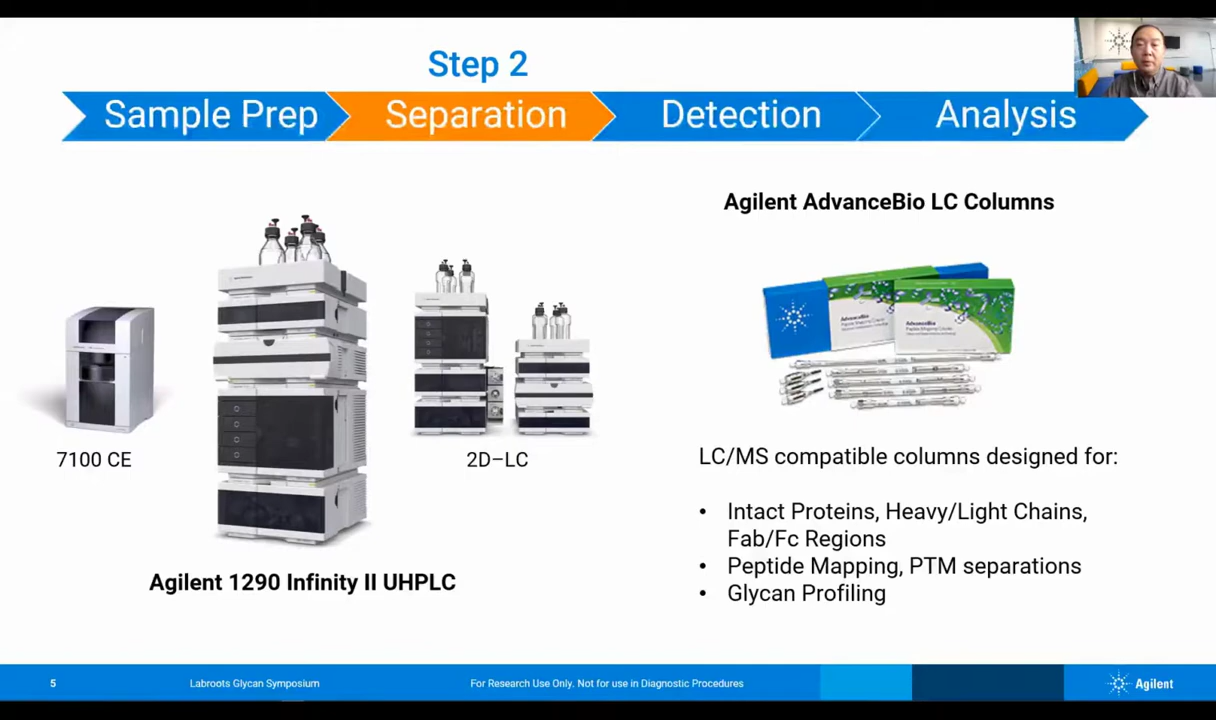 Step 2
Sample Prep
Separation
Detection
Analysis
Agilent AdvanceBio LC Columns
AdvanceBio
AdvanceBio
7100 CE
2D–LC
Agilent 1290 Infinity II UHPLC
LC/MS compatible columns designed for:
• Intact Proteins, Heavy/Light Chains,
Fab/Fc Regions
• Peptide Mapping, PTM separations
• Glycan Profiling
5
Labroots Glycan Symposium
For Research Use Only. Not for use in Diagnostic Procedures
Agilent